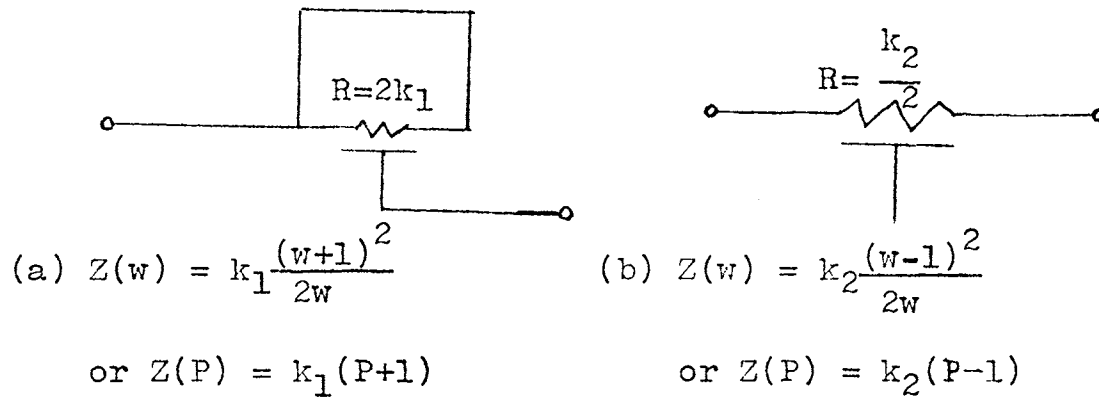 R=2k₁
R= k₂/2
(a) Z(w) = k₁ (w+1)²/2w
(b) Z(w) = k₂ (w-1)²/2w
or Z(P) = k₁(P+1)
or Z(P) = k₂(P-1)